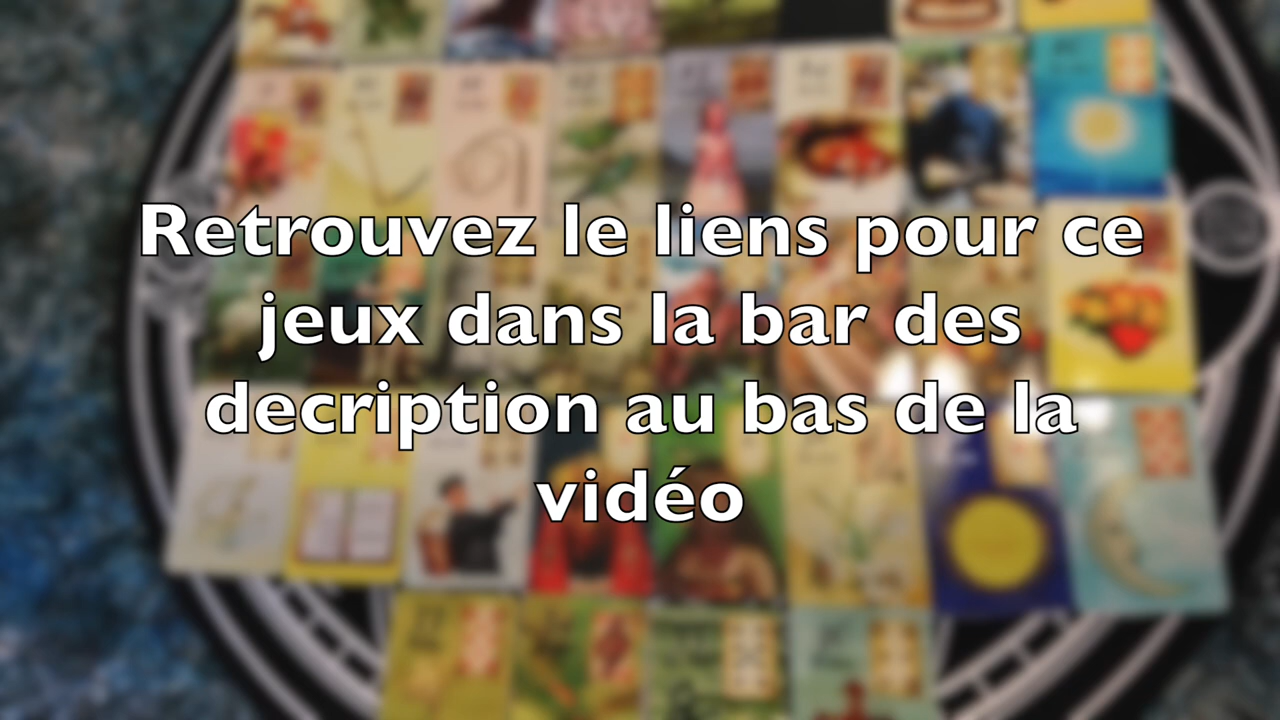 Retrouvez le liens pour ce
jeux dans la bar des
decription au bas de la
vidéo